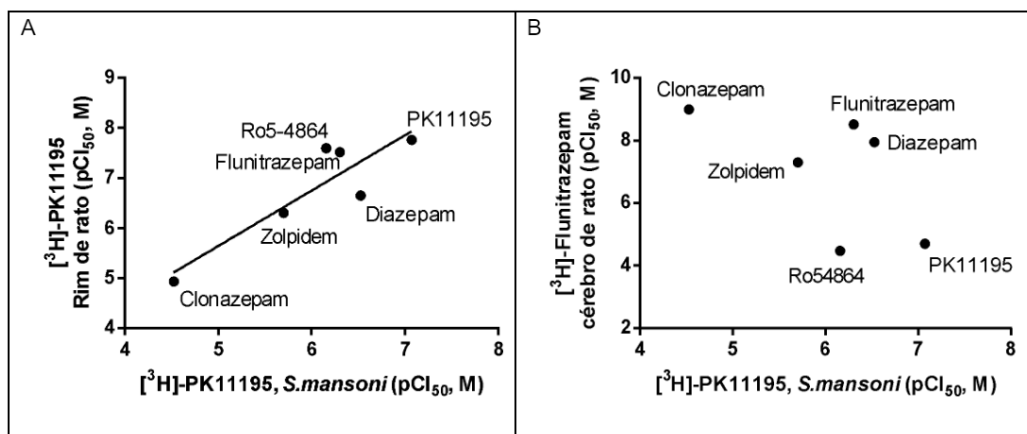 A
[³H]-PK11195
Rim de rato (pCI₅₀, M)
9
8
7
6
5
4
Ro5-4864
PK11195
Flunitrazepam
Diazepam
Zolpidem
Clonazepam
4
5
6
7
8
[³H]-PK11195, S.mansoni (pCI₅₀, M)
B
[³H]-Flunitrazepam
cérebro de rato (pCI₅₀, M)
10
8
6
4
2
Clonazepam
Flunitrazepam
Diazepam
Zolpidem
Ro54864
PK11195
4
5
6
7
8
[³H]-PK11195, S.mansoni (pCI₅₀, M)